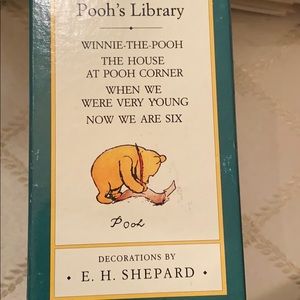 Pooh's Library
WINNIE-THE-POOH
THE HOUSE
AT POOH CORNER
WHEN WE
WERE VERY YOUNG
NOW WE ARE SIX
Pooh
DECORATIONS BY
E. H. SHEPARD